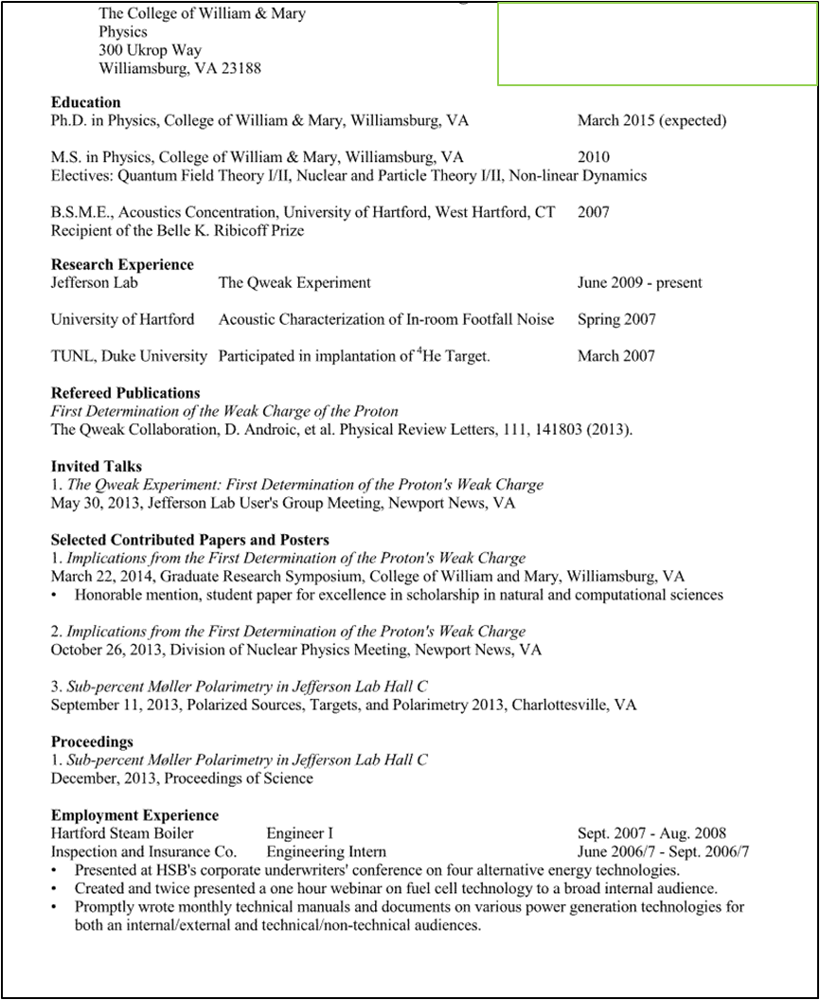 The College of William & Mary
Physics
300 Ukrop Way
Williamsburg, VA 23188
Education
Ph.D. in Physics, College of William & Mary, Williamsburg, VA March 2015 (expected)
M.S. in Physics, College of William & Mary, Williamsburg, VA 2010
Electives: Quantum Field Theory I/II, Nuclear and Particle Theory I/II, Non-linear Dynamics
B.S.M.E., Acoustics Concentration, University of Hartford, West Hartford, CT 2007
Recipient of the Belle K. Ribicoff Prize
Research Experience
Jefferson Lab The Qweak Experiment June 2009 - present
University of Hartford Acoustic Characterization of In-room Footfall Noise Spring 2007
TUNL, Duke University Participated in implantation of ⁴He Target. March 2007
Refereed Publications
First Determination of the Weak Charge of the Proton
The Qweak Collaboration, D. Androic, et al. Physical Review Letters, 111, 141803 (2013).
Invited Talks
1. The Qweak Experiment: First Determination of the Proton's Weak Charge
May 30, 2013, Jefferson Lab User's Group Meeting, Newport News, VA
Selected Contributed Papers and Posters
1. Implications from the First Determination of the Proton's Weak Charge
March 22, 2014, Graduate Research Symposium, College of William and Mary, Williamsburg, VA
• Honorable mention, student paper for excellence in scholarship in natural and computational sciences
2. Implications from the First Determination of the Proton's Weak Charge
October 26, 2013, Division of Nuclear Physics Meeting, Newport News, VA
3. Sub-percent Møller Polarimetry in Jefferson Lab Hall C
September 11, 2013, Polarized Sources, Targets, and Polarimetry 2013, Charlottesville, VA
Proceedings
1. Sub-percent Møller Polarimetry in Jefferson Lab Hall C
December, 2013, Proceedings of Science
Employment Experience
Hartford Steam Boiler Engineer I Sept. 2007 - Aug. 2008
Inspection and Insurance Co. Engineering Intern June 2006/7 - Sept. 2006/7
• Presented at HSB's corporate underwriters' conference on four alternative energy technologies.
• Created and twice presented a one hour webinar on fuel cell technology to a broad internal audience.
• Promptly wrote monthly technical manuals and documents on various power generation technologies for
both an internal/external and technical/non-technical audiences.